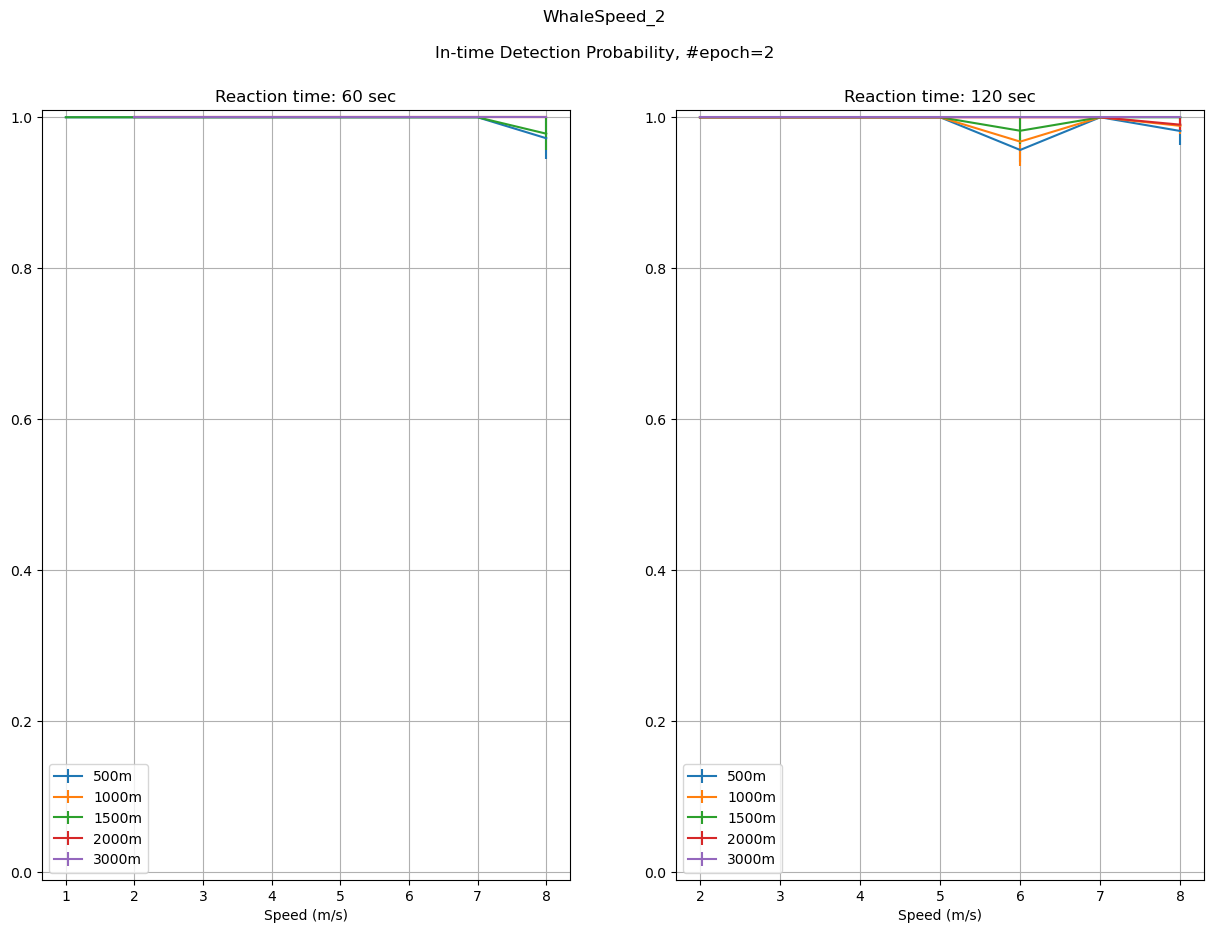 WhaleSpeed_2
In-time Detection Probability, #epoch=2
Reaction time: 60 sec
1.0
0.8
0.6
0.4
0.2
0.0
500m
1000m
1500m
2000m
3000m
1 2 3 4 5 6 7 8
Speed (m/s)
Reaction time: 120 sec
1.0
0.8
0.6
0.4
0.2
0.0
500m
1000m
1500m
2000m
3000m
2 3 4 5 6 7 8
Speed (m/s)